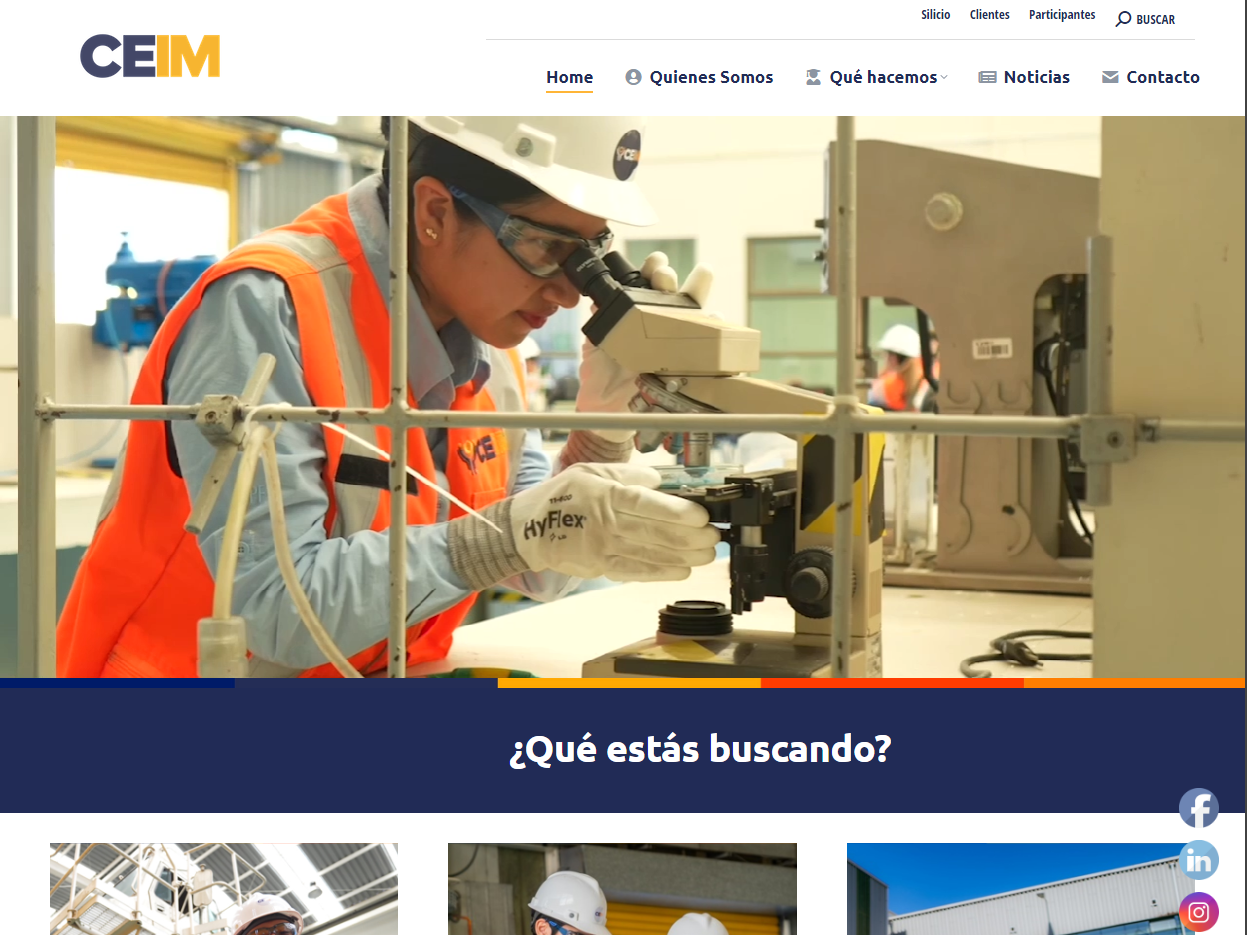 Silicio Clientes Participantes BUSCAR
CEIM
Home Quienes Somos Qué hacemos Noticias Contacto
CE
HyFlex
¿Qué estás buscando?